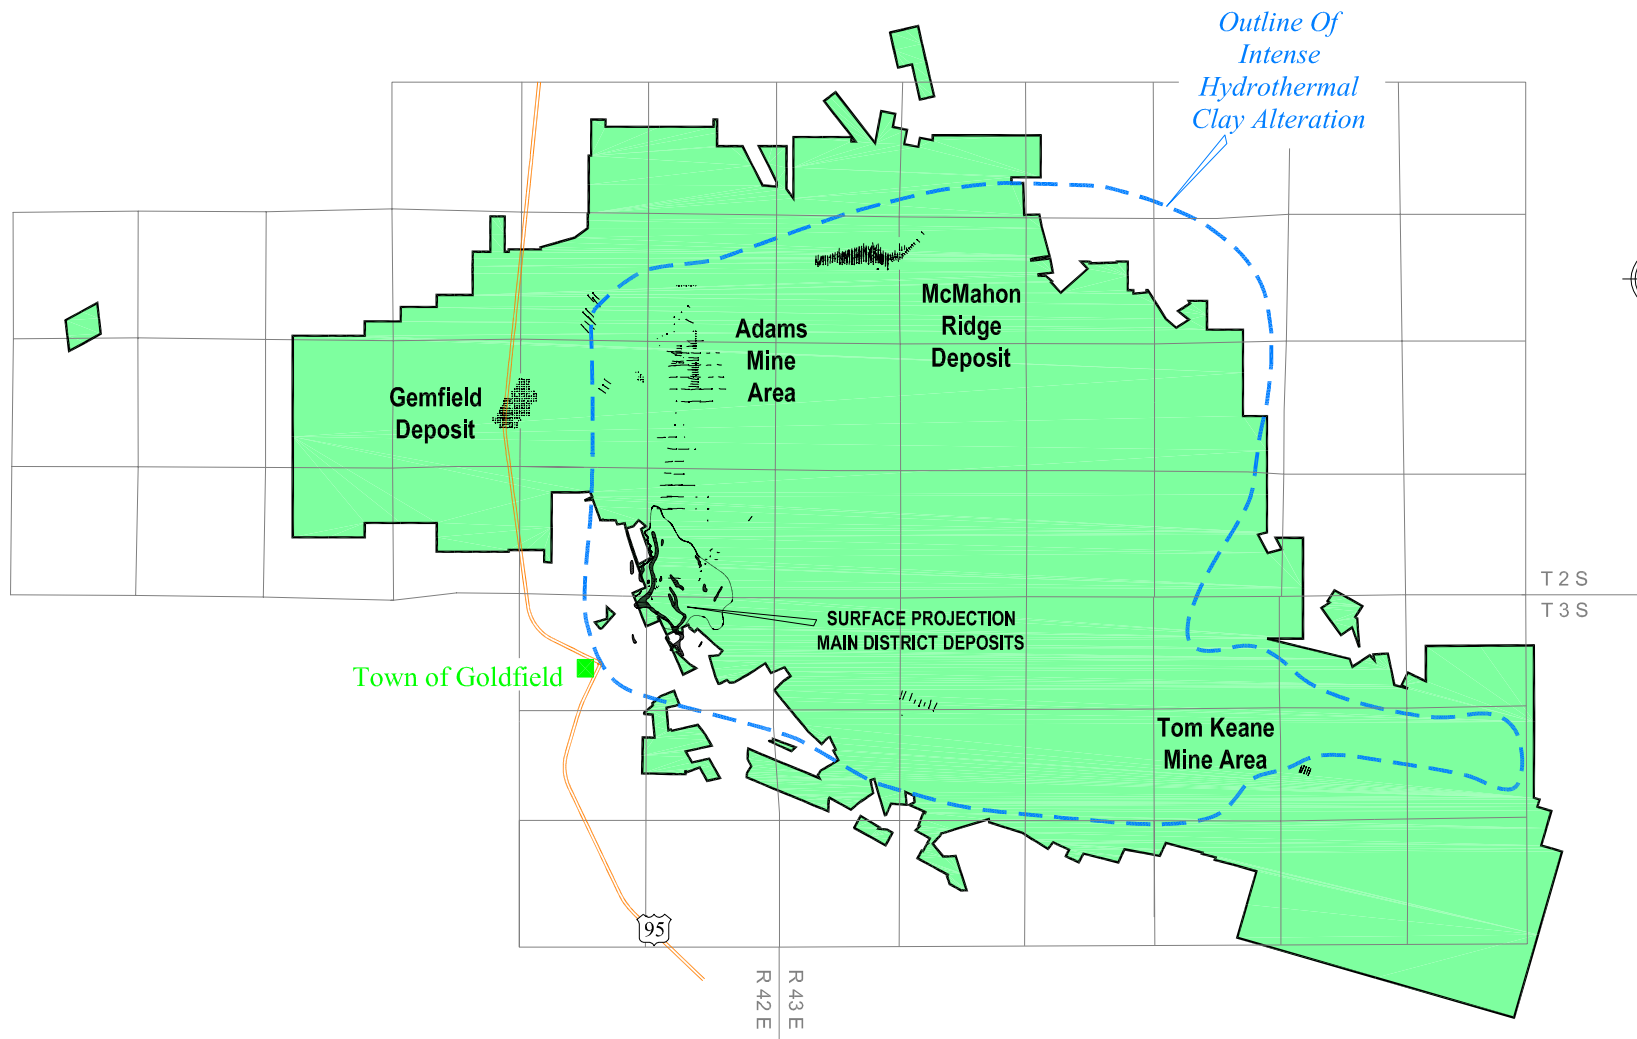 Outline Of
Intense
Hydrothermal
Clay Alteration
McMahon
Ridge
Deposit
Adams
Mine
Area
Gemfield
Deposit
T 2 S
T 3 S
SURFACE PROJECTION
MAIN DISTRICT DEPOSITS
Town of Goldfield
Tom Keane
Mine Area
95
R 42 E
R 43 E